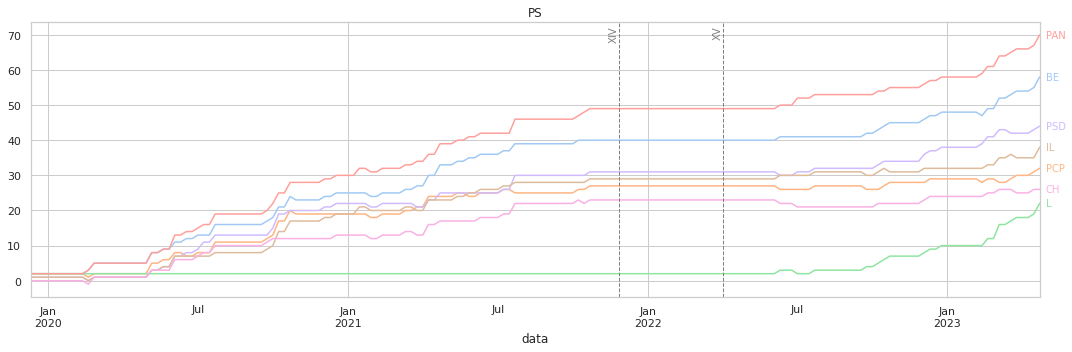 PS
XIV
XV
70
60
50
40
30
20
10
0
PAN
BE
PSD
IL
PCP
CH
L
Jan
2020
Jul
Jan
2021
Jul
Jan
2022
Jul
Jan
2023
data